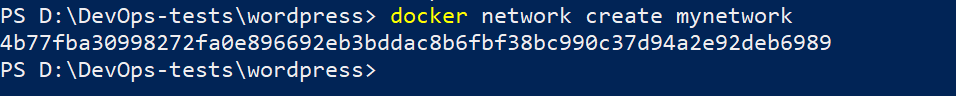 PS D:\DevOps-tests\wordpress> docker network create mynetwork
4b77fba30998272fa0e896692eb3bddac8b6fbf38bc990c37d94a2e92deb6989
PS D:\DevOps-tests\wordpress>